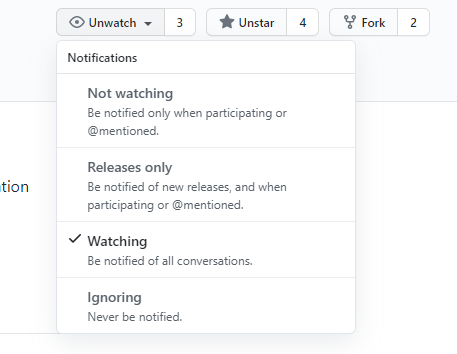 Unwatch 3 Unstar 4 Fork 2
Notifications
Not watching
Be notified only when participating or
@mentioned.
Releases only
Be notified of new releases, and when
participating or @mentioned.
Watching
Be notified of all conversations.
Ignoring
Never be notified.